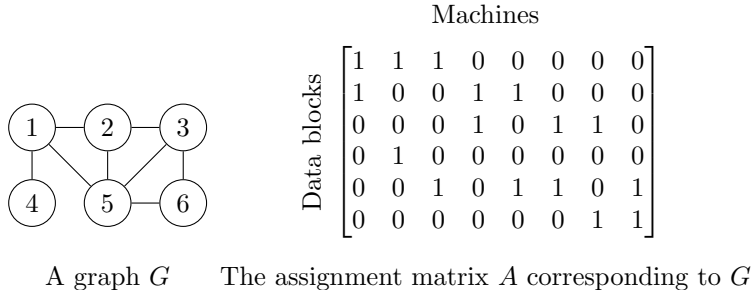 Machines
Data blocks
1 1 1 0 0 0 0 0
1 0 0 1 1 0 0 0
0 0 0 1 0 1 1 0
0 1 0 0 0 0 0 0
0 0 1 0 1 1 0 1
0 0 0 0 0 0 1 1
1 2 3
4 5 6
A graph G
The assignment matrix A corresponding to G